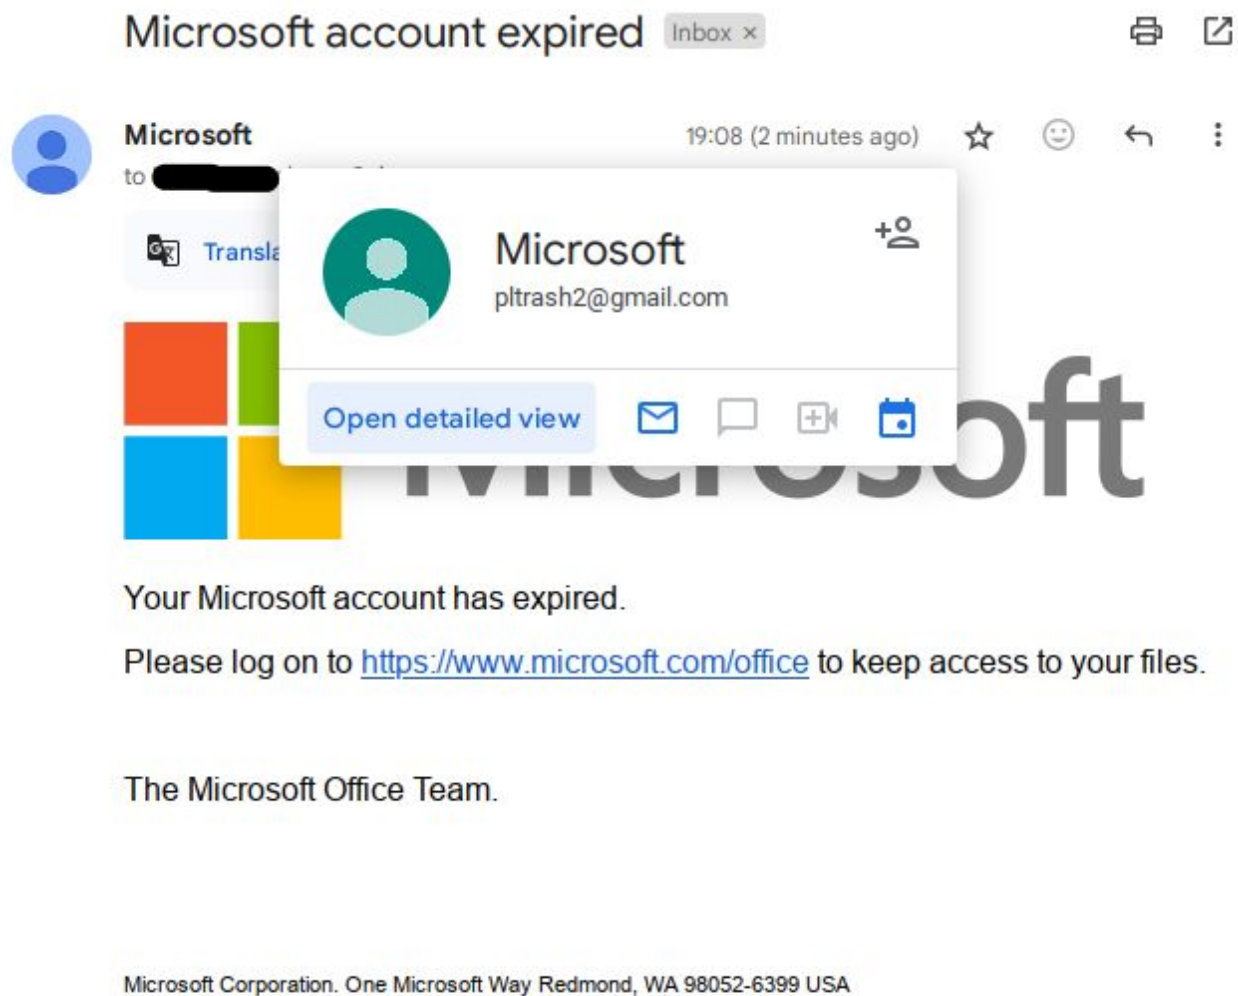 Microsoft account expired Inbox ×
Microsoft 19:08 (2 minutes ago)
to
Transla
Microsoft
pltrash2@gmail.com
Open detailed view
Microsoft
Your Microsoft account has expired.
Please log on to https://www.microsoft.com/office to keep access to your files.
The Microsoft Office Team.
Microsoft Corporation. One Microsoft Way Redmond, WA 98052-6399 USA